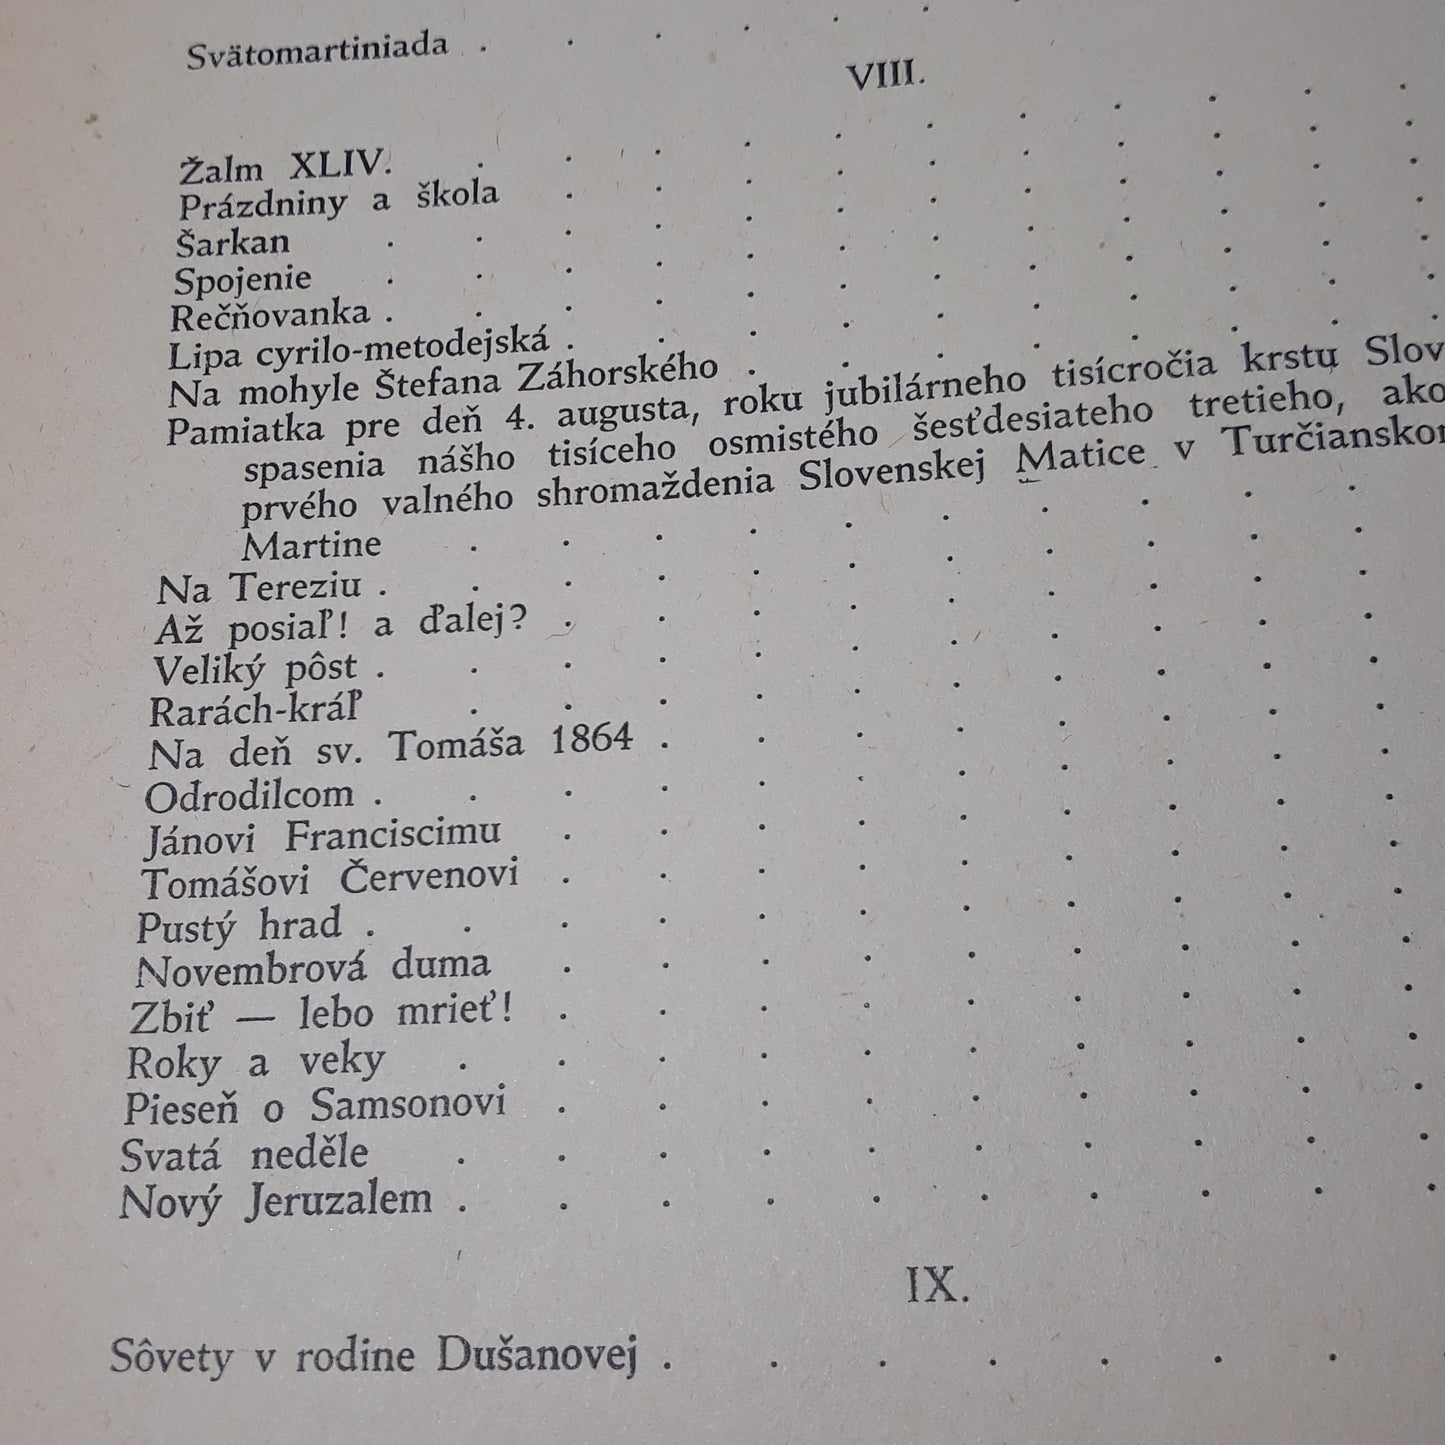 Svätomartiniada
VIII.
Žalm XLIV.
Prázdniny a škola
Šarkan
Spojenie
Rečňovanka
Lipa cyrilo-metodejská
Na mohyle Štefana Záhorského
Pamiatka pre deň 4. augusta, roku jubilárneho tisícročia krstu Slov
spasenia nášho tisíceho osmistého šesťdesiateho tretieho, ako
prvého valného shromaždenia Slovenskej Matice v Turčianskom
Martine
Na Tereziu
Až posiaľ! a ďalej?
Veliký pôst
Rarách-kráľ
Na deň sv. Tomáša 1864
Odrodilcom
Jánovi Franciscimu
Tomášovi Červenovi
Pustý hrad
Novembrová duma
Zbiť — lebo mrieť!
Roky a veky
Pieseň o Samsonovi
Svatá neděle
Nový Jeruzalem
IX.
Sôvety v rodine Dušanovej